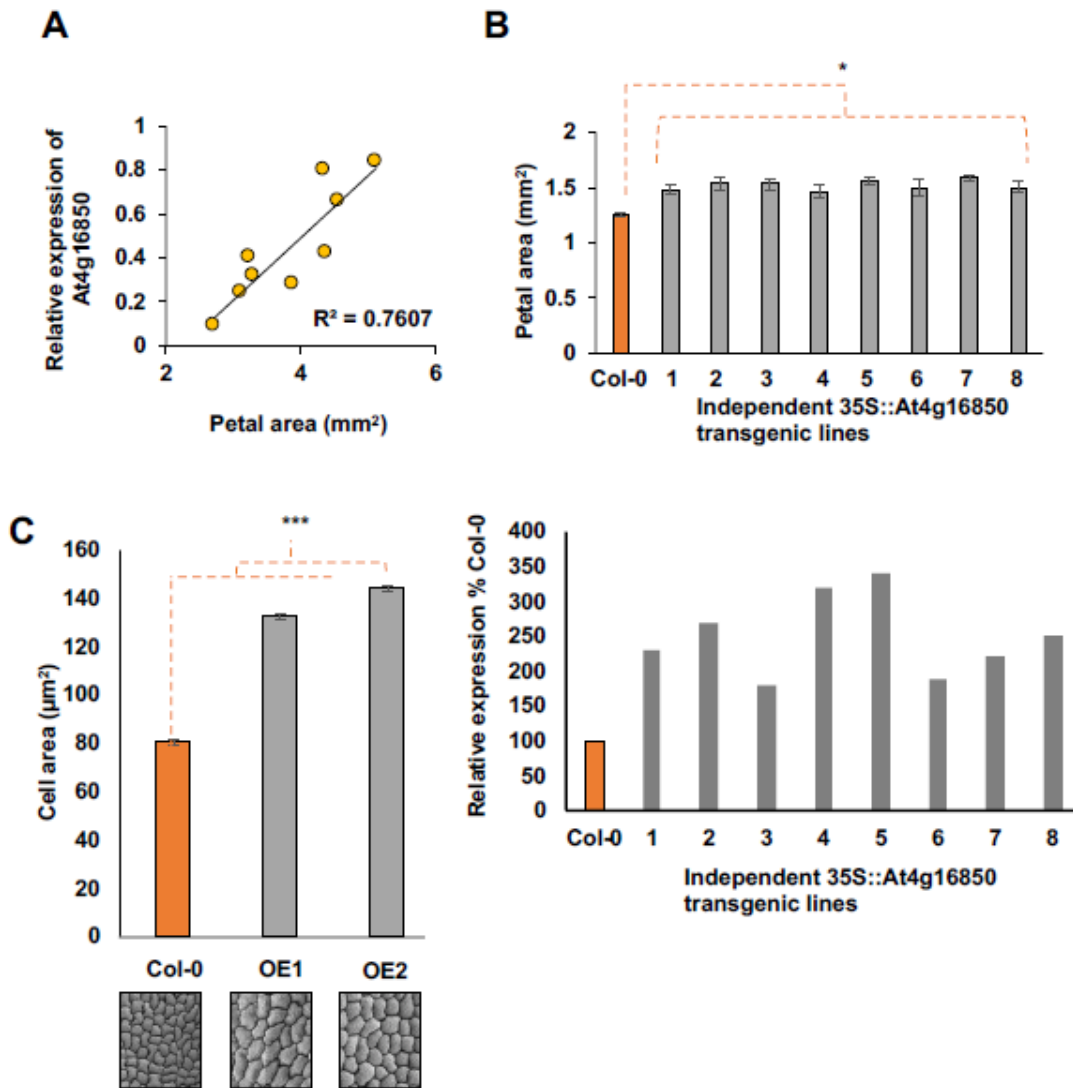 A
Relative expression of
At4g16850
1
0.8
0.6
0.4
0.2
0
R² = 0.7607
2
4
6
Petal area (mm²)
B
*
Petal area (mm²)
2
1.5
1
0.5
0
Col-0 1 2 3 4 5 6 7 8
Independent 35S::At4g16850
transgenic lines
C
***
Cell area (µm²)
160
140
120
100
80
60
40
20
0
Col-0 OE1 OE2
Relative expression % Col-0
400
350
300
250
200
150
100
50
0
Col-0 1 2 3 4 5 6 7 8
Independent 35S::At4g16850
transgenic lines